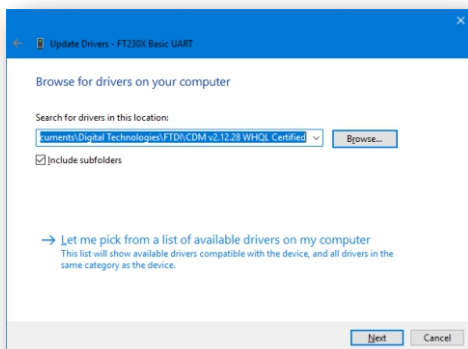 Update Drivers - FT230X Basic UART
Browse for drivers on your computer
Search for drivers in this location:
cuments\Digital Technologies\FTDI\CDM v2.12.28 WHQL Certified
Browse...
Include subfolders
Let me pick from a list of available drivers on my computer
This list will show available drivers compatible with the device, and all drivers in the
same category as the device.
Next
Cancel